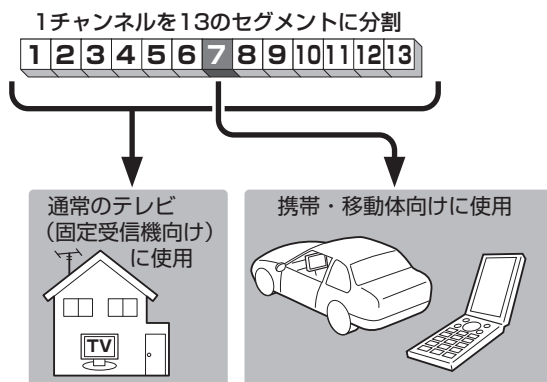 1チャンネルを13のセグメントに分割
1 2 3 4 5 6 7 8 9 10 11 12 13
通常のテレビ
(固定受信機向け)
に使用
TV
携帯・移動体向けに使用